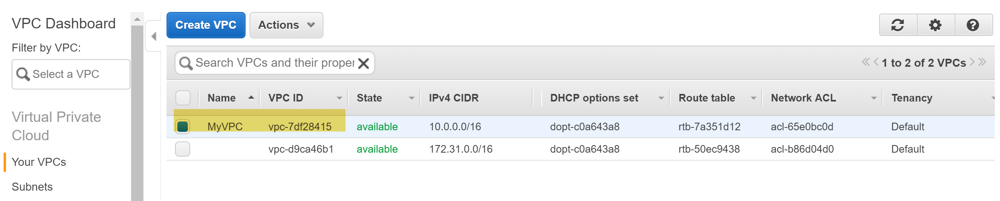 VPC Dashboard
Filter by VPC:
Select a VPC
Virtual Private
Cloud
Your VPCs
Subnets
Create VPC Actions
Search VPCs and their proper
1 to 2 of 2 VPCs
Name VPC ID State IPv4 CIDR DHCP options set Route table Network ACL Tenancy
MyVPC vpc-7df28415 available 10.0.0.0/16 dopt-c0a643a8 rtb-7a351d12 acl-65e0bc0d Default
vpc-d9ca46b1 available 172.31.0.0/16 dopt-c0a643a8 rtb-50ec9438 acl-b86d04d0 Default